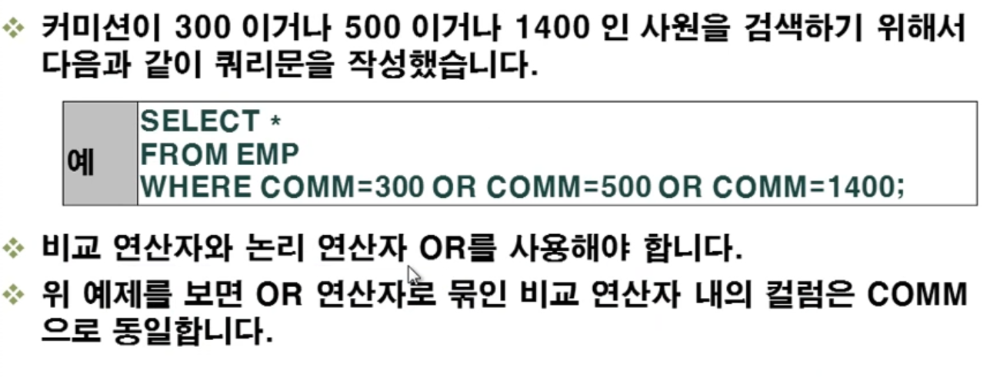 커미션이 300 이거나 500 이거나 1400 인 사원을 검색하기 위해서
다음과 같이 쿼리문을 작성했습니다.
예
SELECT *
FROM EMP
WHERE COMM=300 OR COMM=500 OR COMM=1400;
비교 연산자와 논리 연산자 OR를 사용해야 합니다.
위 예제를 보면 OR 연산자로 묶인 비교 연산자 내의 컬럼은 COMM
으로 동일합니다.